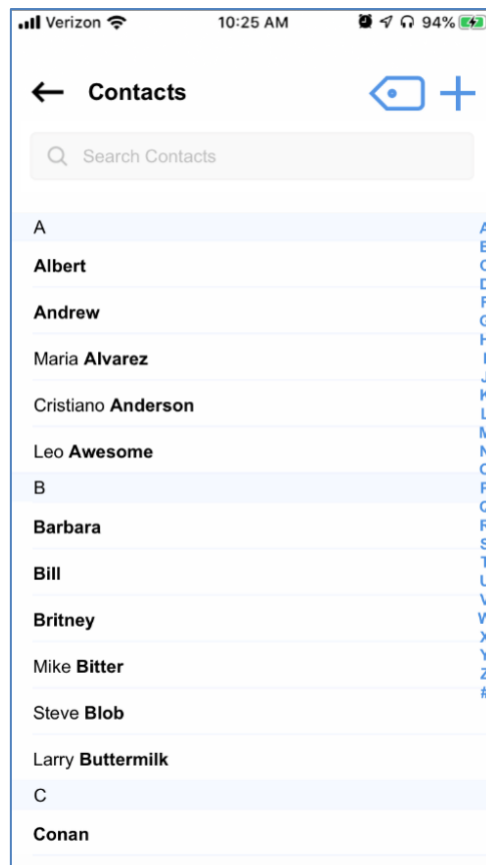 Verizon 10:25 AM 94%
Contacts
Search Contacts
A
Albert
Andrew
Maria Alvarez
Cristiano Anderson
Leo Awesome
B
Barbara
Bill
Britney
Mike Bitter
Steve Blob
Larry Buttermilk
C
Conan
A
B
C
D
F
G
H
I
J
K
L
M
N
O
P
Q
R
S
T
U
V
W
X
Y
Z
#